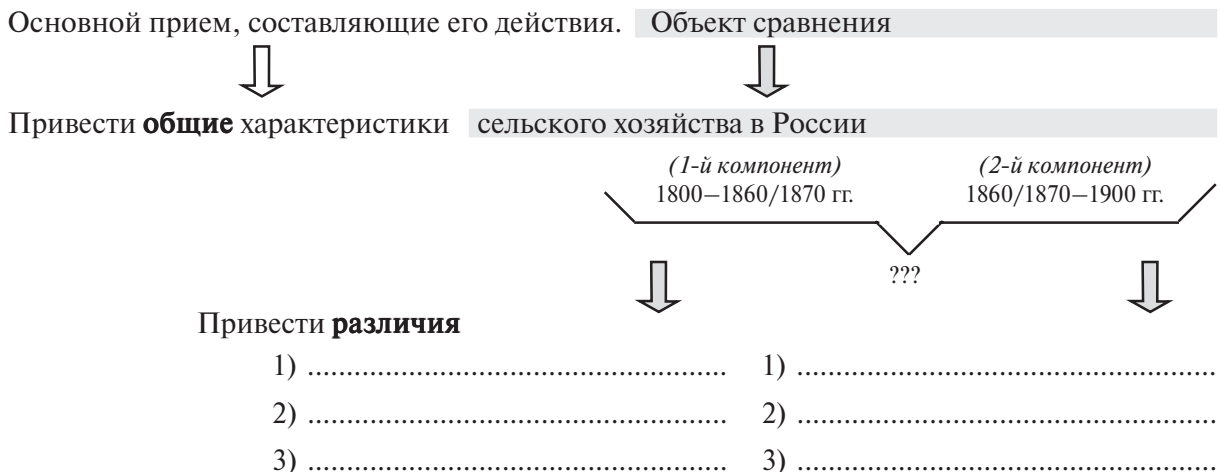 Основной прием, составляющие его действия. Объект сравнения
Привести общие характеристики сельского хозяйства в России
(1-й компонент) (2-й компонент)
1800–1860/1870 гг. 1860/1870–1900 гг.
???
Привести различия
1) ................................................ 1) ................................................
2) ................................................ 2) ................................................
3) ................................................ 3) ................................................